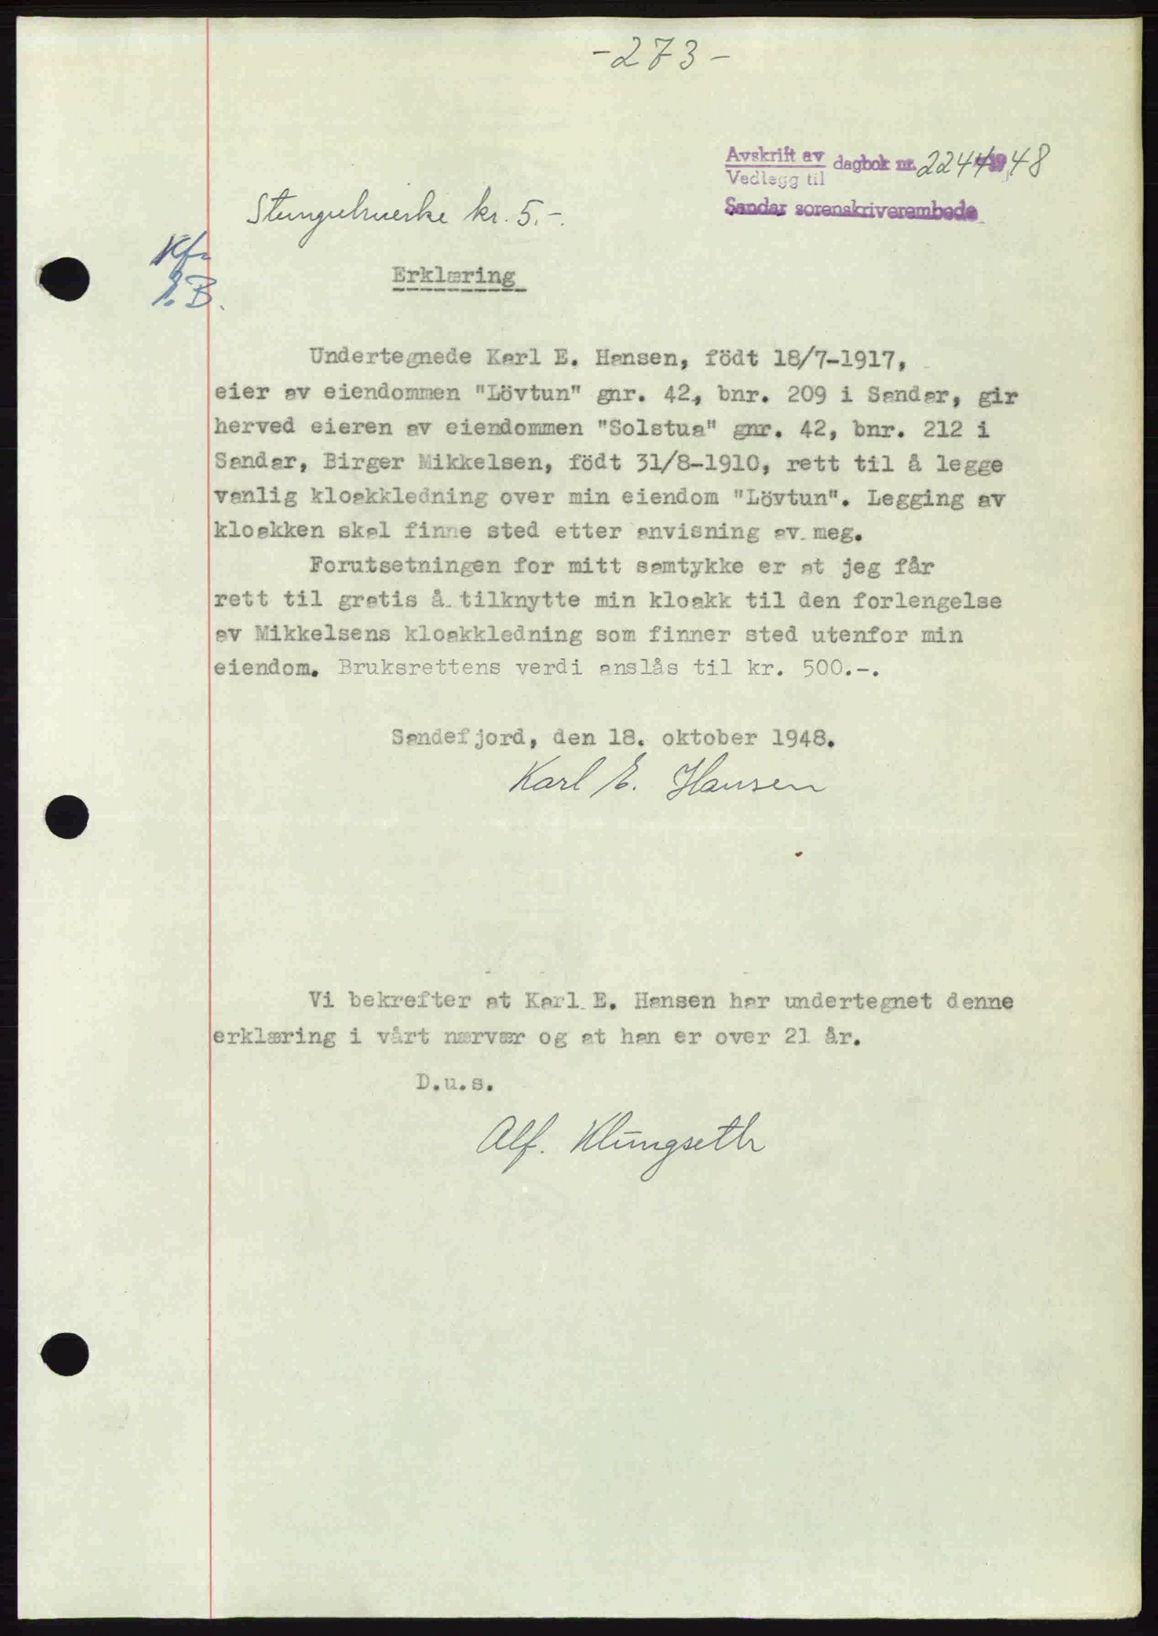 -273-
Avskrift av dagbok nr. 2244 1948
Vedlegg til
Sandar sorenskriverembede
Stempelmerke kr. 5.-.
Kf.
E.B.
Erklæring
Undertegnede Karl E. Hansen, födt 18/7-1917,
eier av eiendommen "Lövtun" gnr. 42, bnr. 209 i Sandar, gir
herved eieren av eiendommen "Solstua" gnr. 42, bnr. 212 i
Sandar, Birger Mikkelsen, födt 31/8-1910, rett til å legge
vanlig kloakkledning over min eiendom "Lövtun". Legging av
kloakken skal finne sted etter anvisning av meg.
Forutsetningen for mitt samtykke er at jeg får
rett til gratis å tilknytte min kloakk til den forlengelse
av Mikkelsens kloakkledning som finner sted utenfor min
eiendom. Bruksrettens verdi anslås til kr. 500.-.
Sandefjord, den 18. oktober 1948.
Karl E. Hansen
Vi bekrefter at Karl E. Hansen har undertegnet denne
erklæring i vårt nærvær og at han er over 21 år.
D.u.s.
Alf. Klungseth